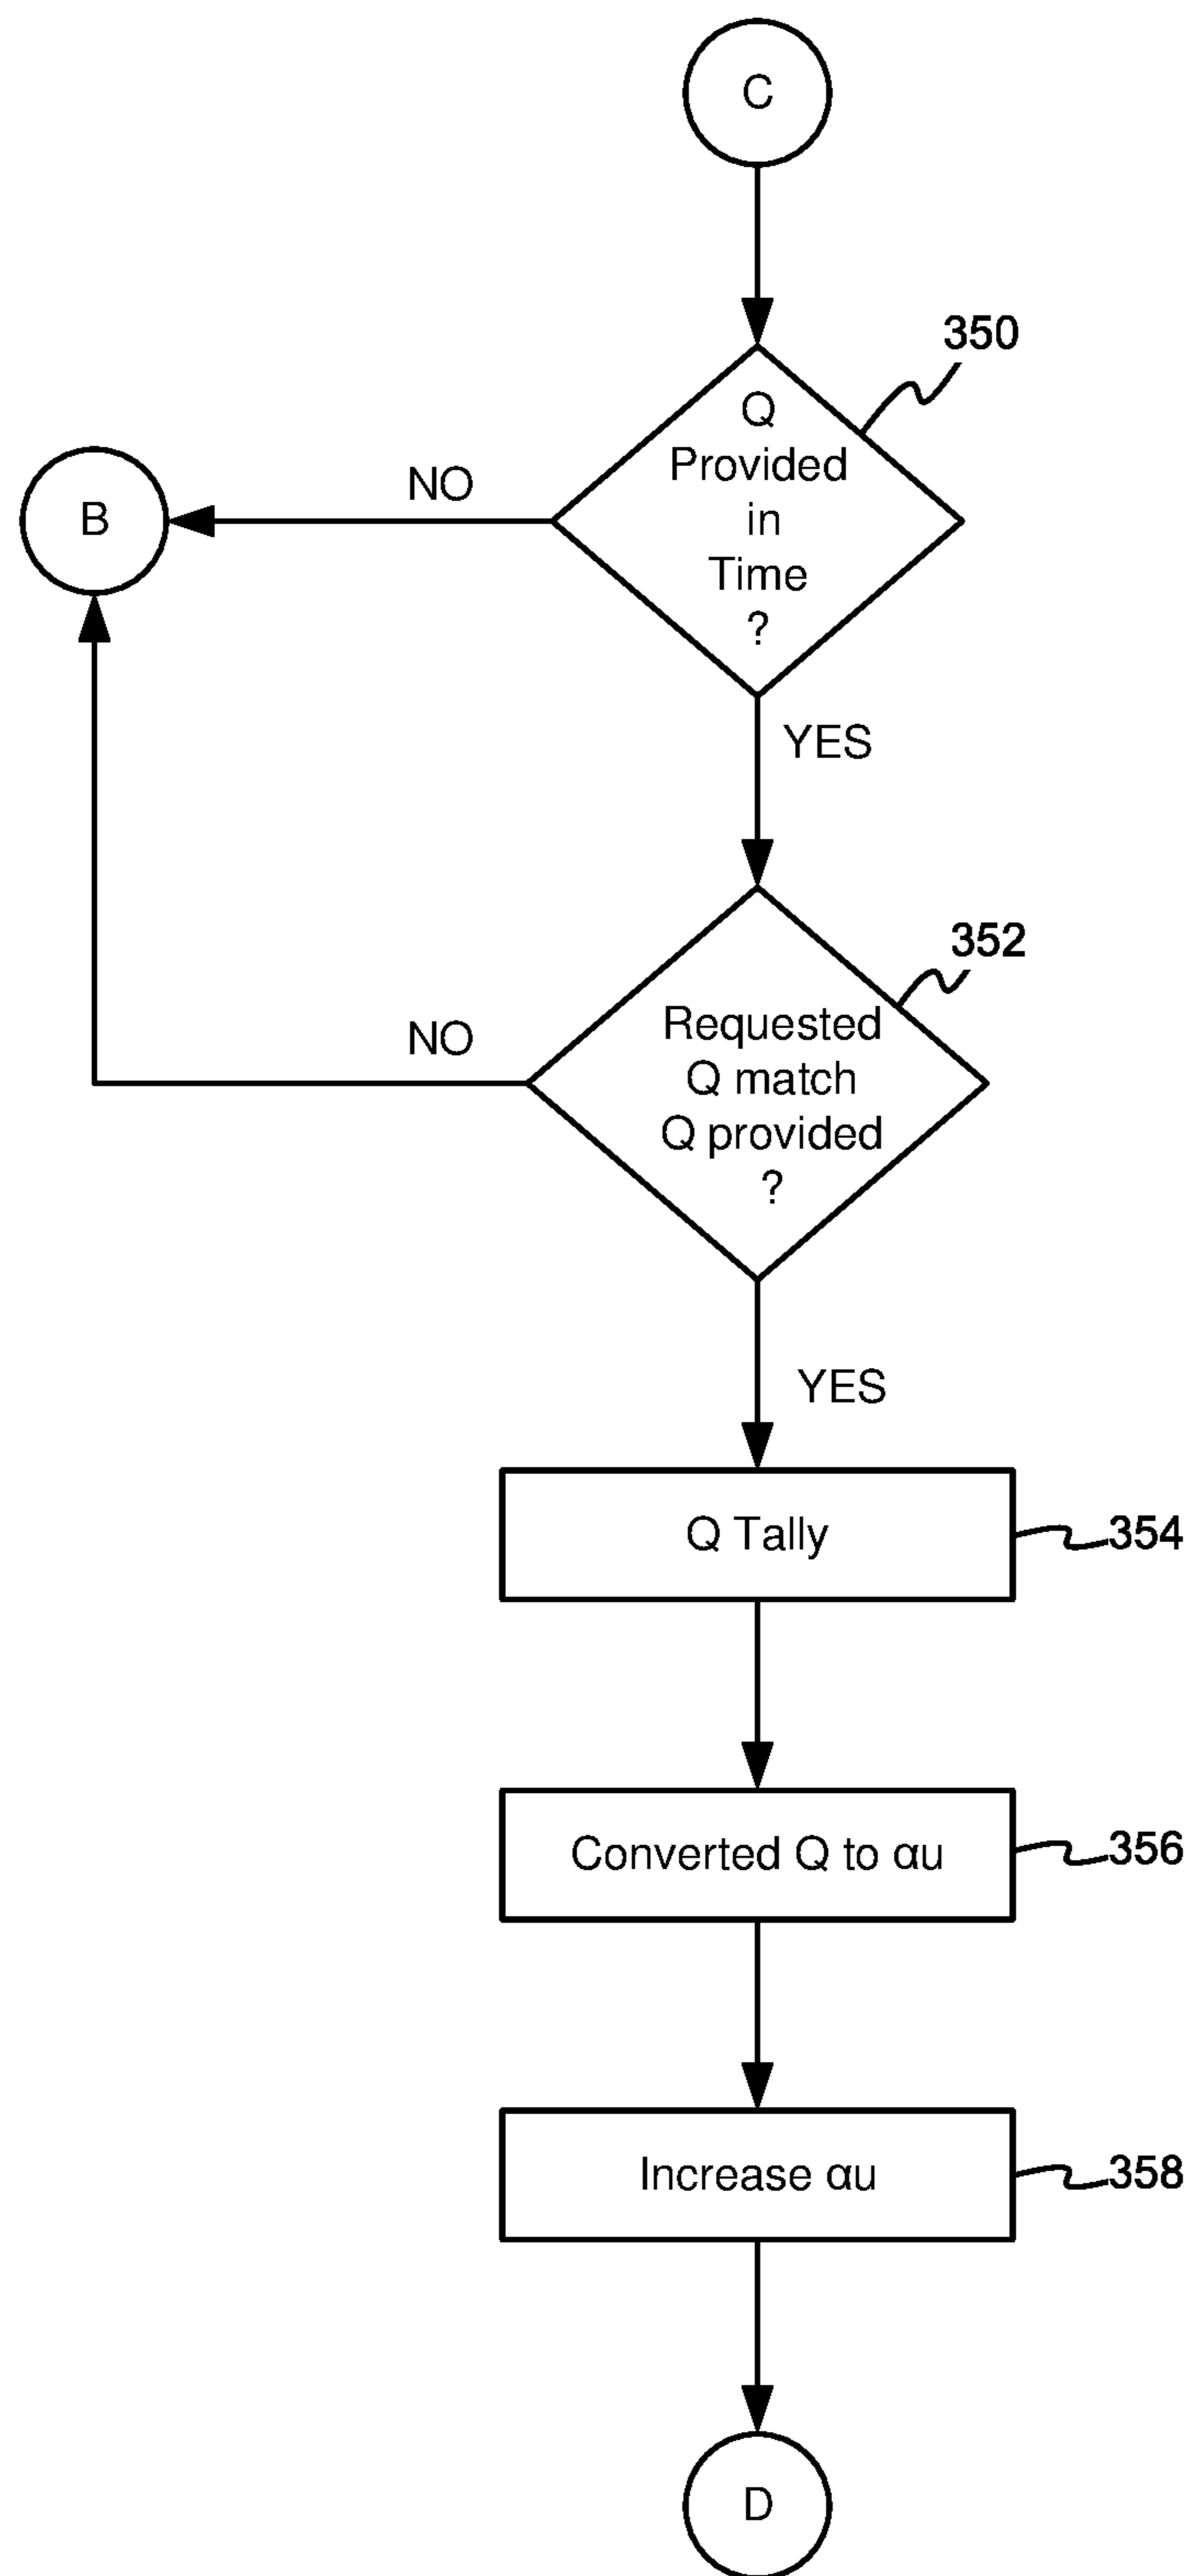 C
350
Q
Provided
in
Time
?
NO
B
YES
352
Requested
Q match
Q provided
?
NO
YES
Q Tally
354
Converted Q to αu
356
Increase αu
358
D